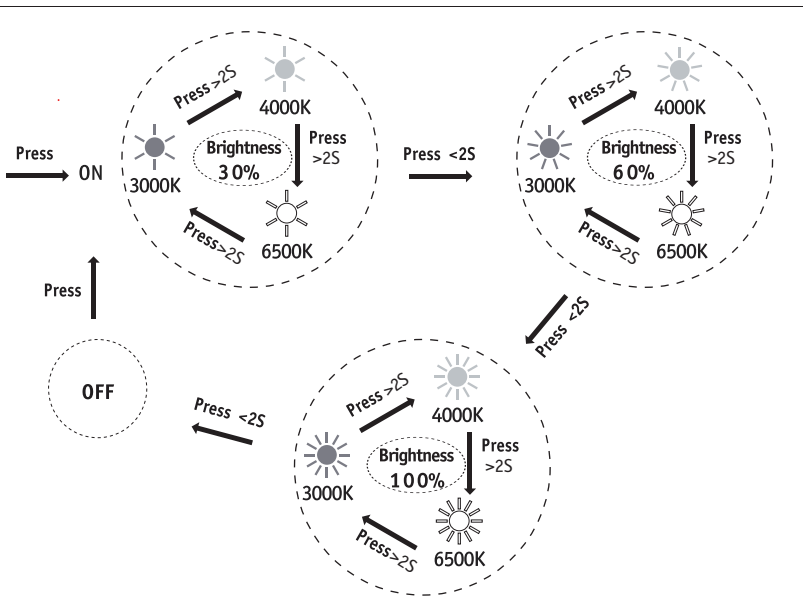 Press
ON
Press >2S
4000K
Brightness
30%
Press
>2S
3000K
Press>2S
6500K
Press <2S
Press >2S
4000K
Brightness
60%
Press
>2S
3000K
Press>2S
6500K
Press <2S
Press >2S
4000K
Brightness
100%
Press
>2S
3000K
Press>2S
6500K
Press <2S
OFF
Press